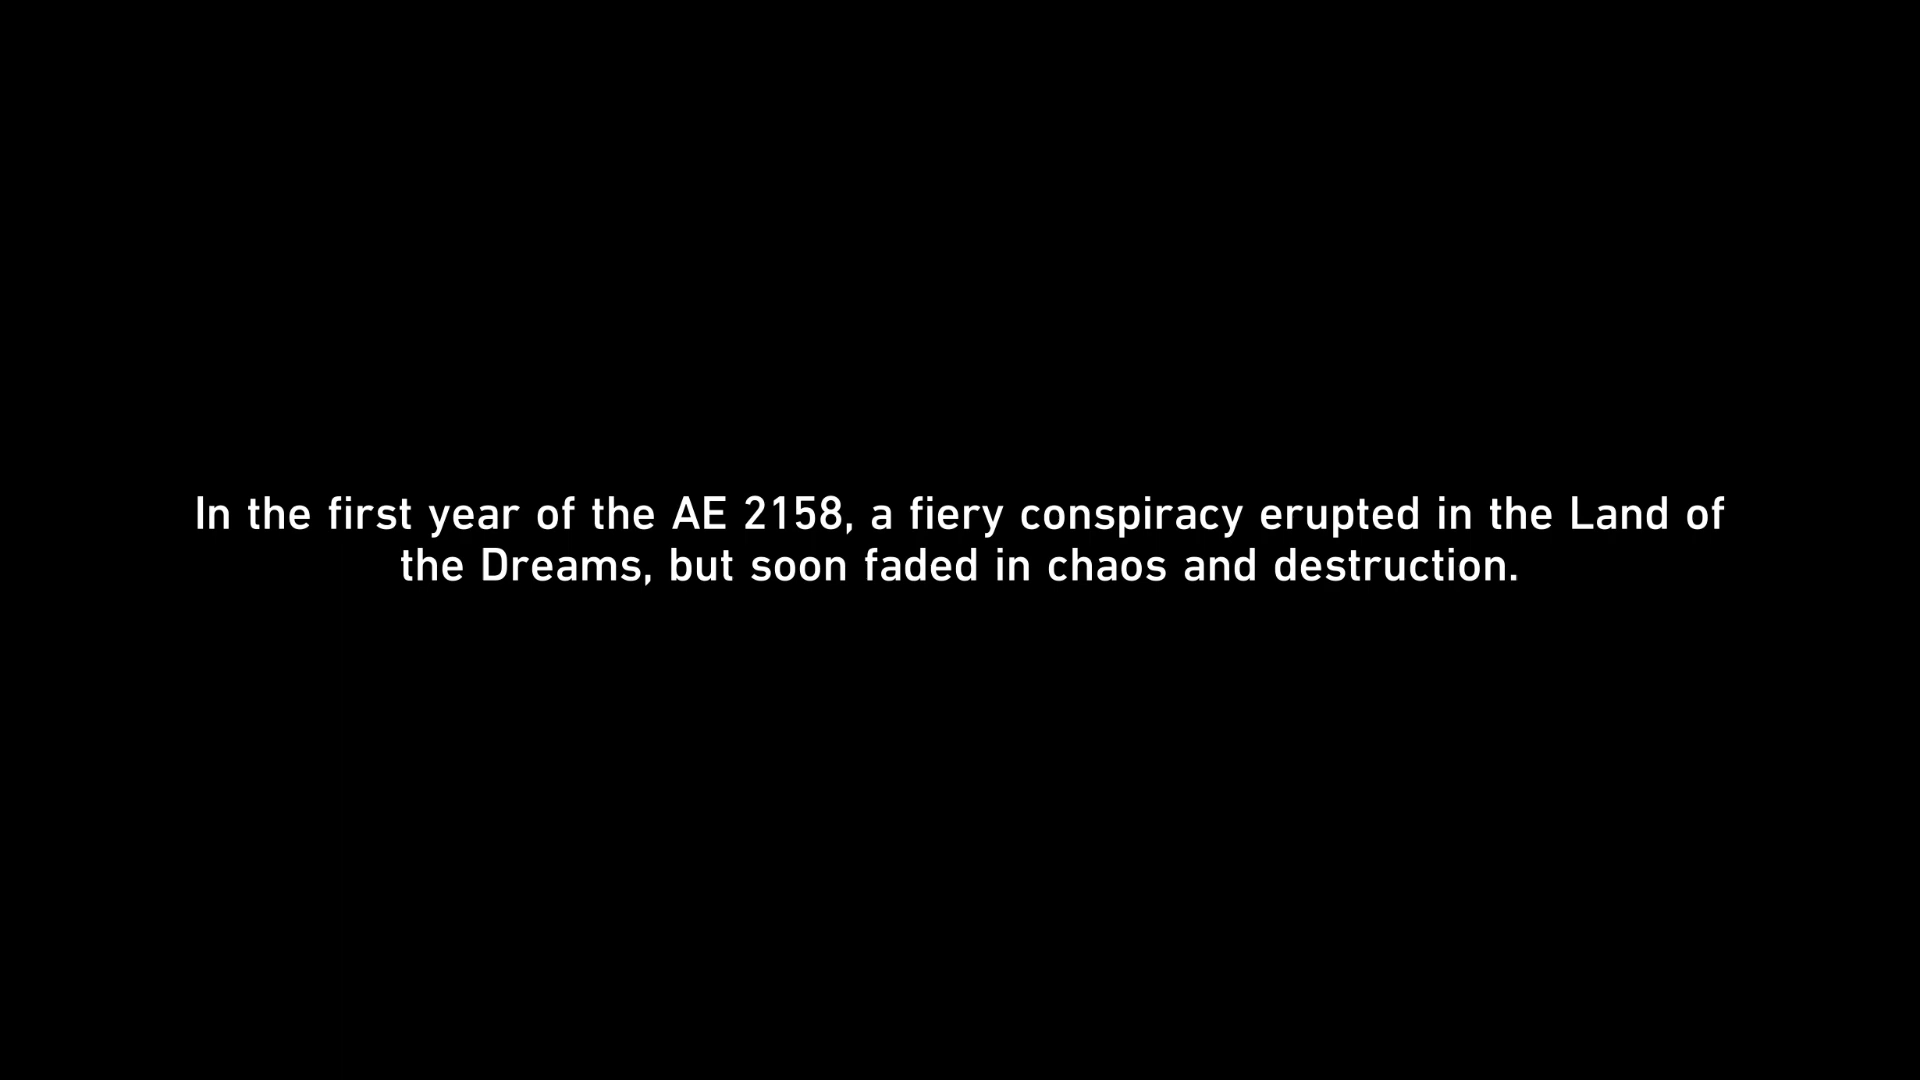 In the first year of the AE 2158, a fiery conspiracy erupted in the Land of
the Dreams, but soon faded in chaos and destruction.